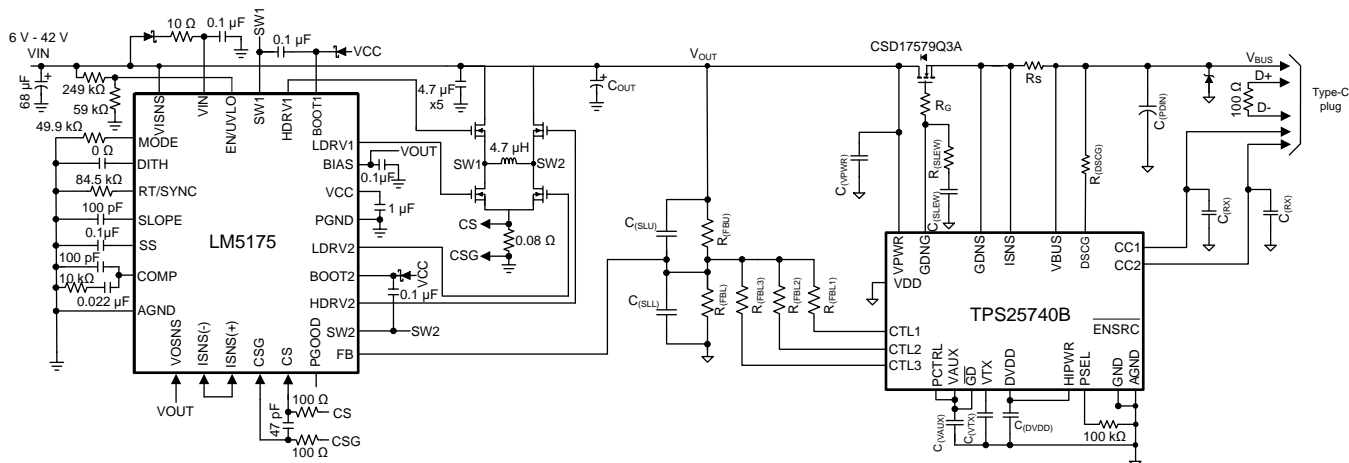 6 V - 42 V
VIN
10 Ω
0.1 µF
SW1
0.1 µF
VCC
68 µF
+
249 kΩ
59 kΩ
4.7 µF
x5
+
COUT
VOUT
CSD17579Q3A
Rs
VBUS
D+
100 Ω
D-
Type-C
plug
RG
C(PDIN)
C(VPWR)
R(SLEW)
C(SLEW)
R(DSCG)
C(RX)
C(RX)
49.9 kΩ
0 Ω
84.5 kΩ
100 pF
0.1µF
100 pF
10 kΩ
0.022 µF
VISNS
VIN
EN/UVLO
SW1
HDRV1
BOOT1
MODE
DITH
RT/SYNC
SLOPE
SS
COMP
AGND
LM5175
LDRV1
BIAS
VCC
PGND
LDRV2
BOOT2
HDRV2
SW2
FB
VOSNS
ISNS(-)
ISNS(+)
CSG
CS
PGOOD
VOUT
0.1µF
1 µF
VCC
0.1 µF
SW2
SW1
4.7 µH
SW2
CS
CSG
0.08 Ω
VOUT
47 pF
100 Ω
CS
CSG
100 Ω
C(SLU)
R(FBU)
C(SLL)
R(FBL)
R(FBL3)
R(FBL2)
R(FBL1)
VPWR
GDNG
GDNS
ISNS
VBUS
DSCG
CC1
CC2
VDD
TPS25740B
CTL1
CTL2
CTL3
ENSRC
PCTRL
VAUX
GD
VTX
DVDD
HIPWR
PSEL
GND
AGND
C(VAUX)
C(VTX)
C(DVDD)
100 kΩ